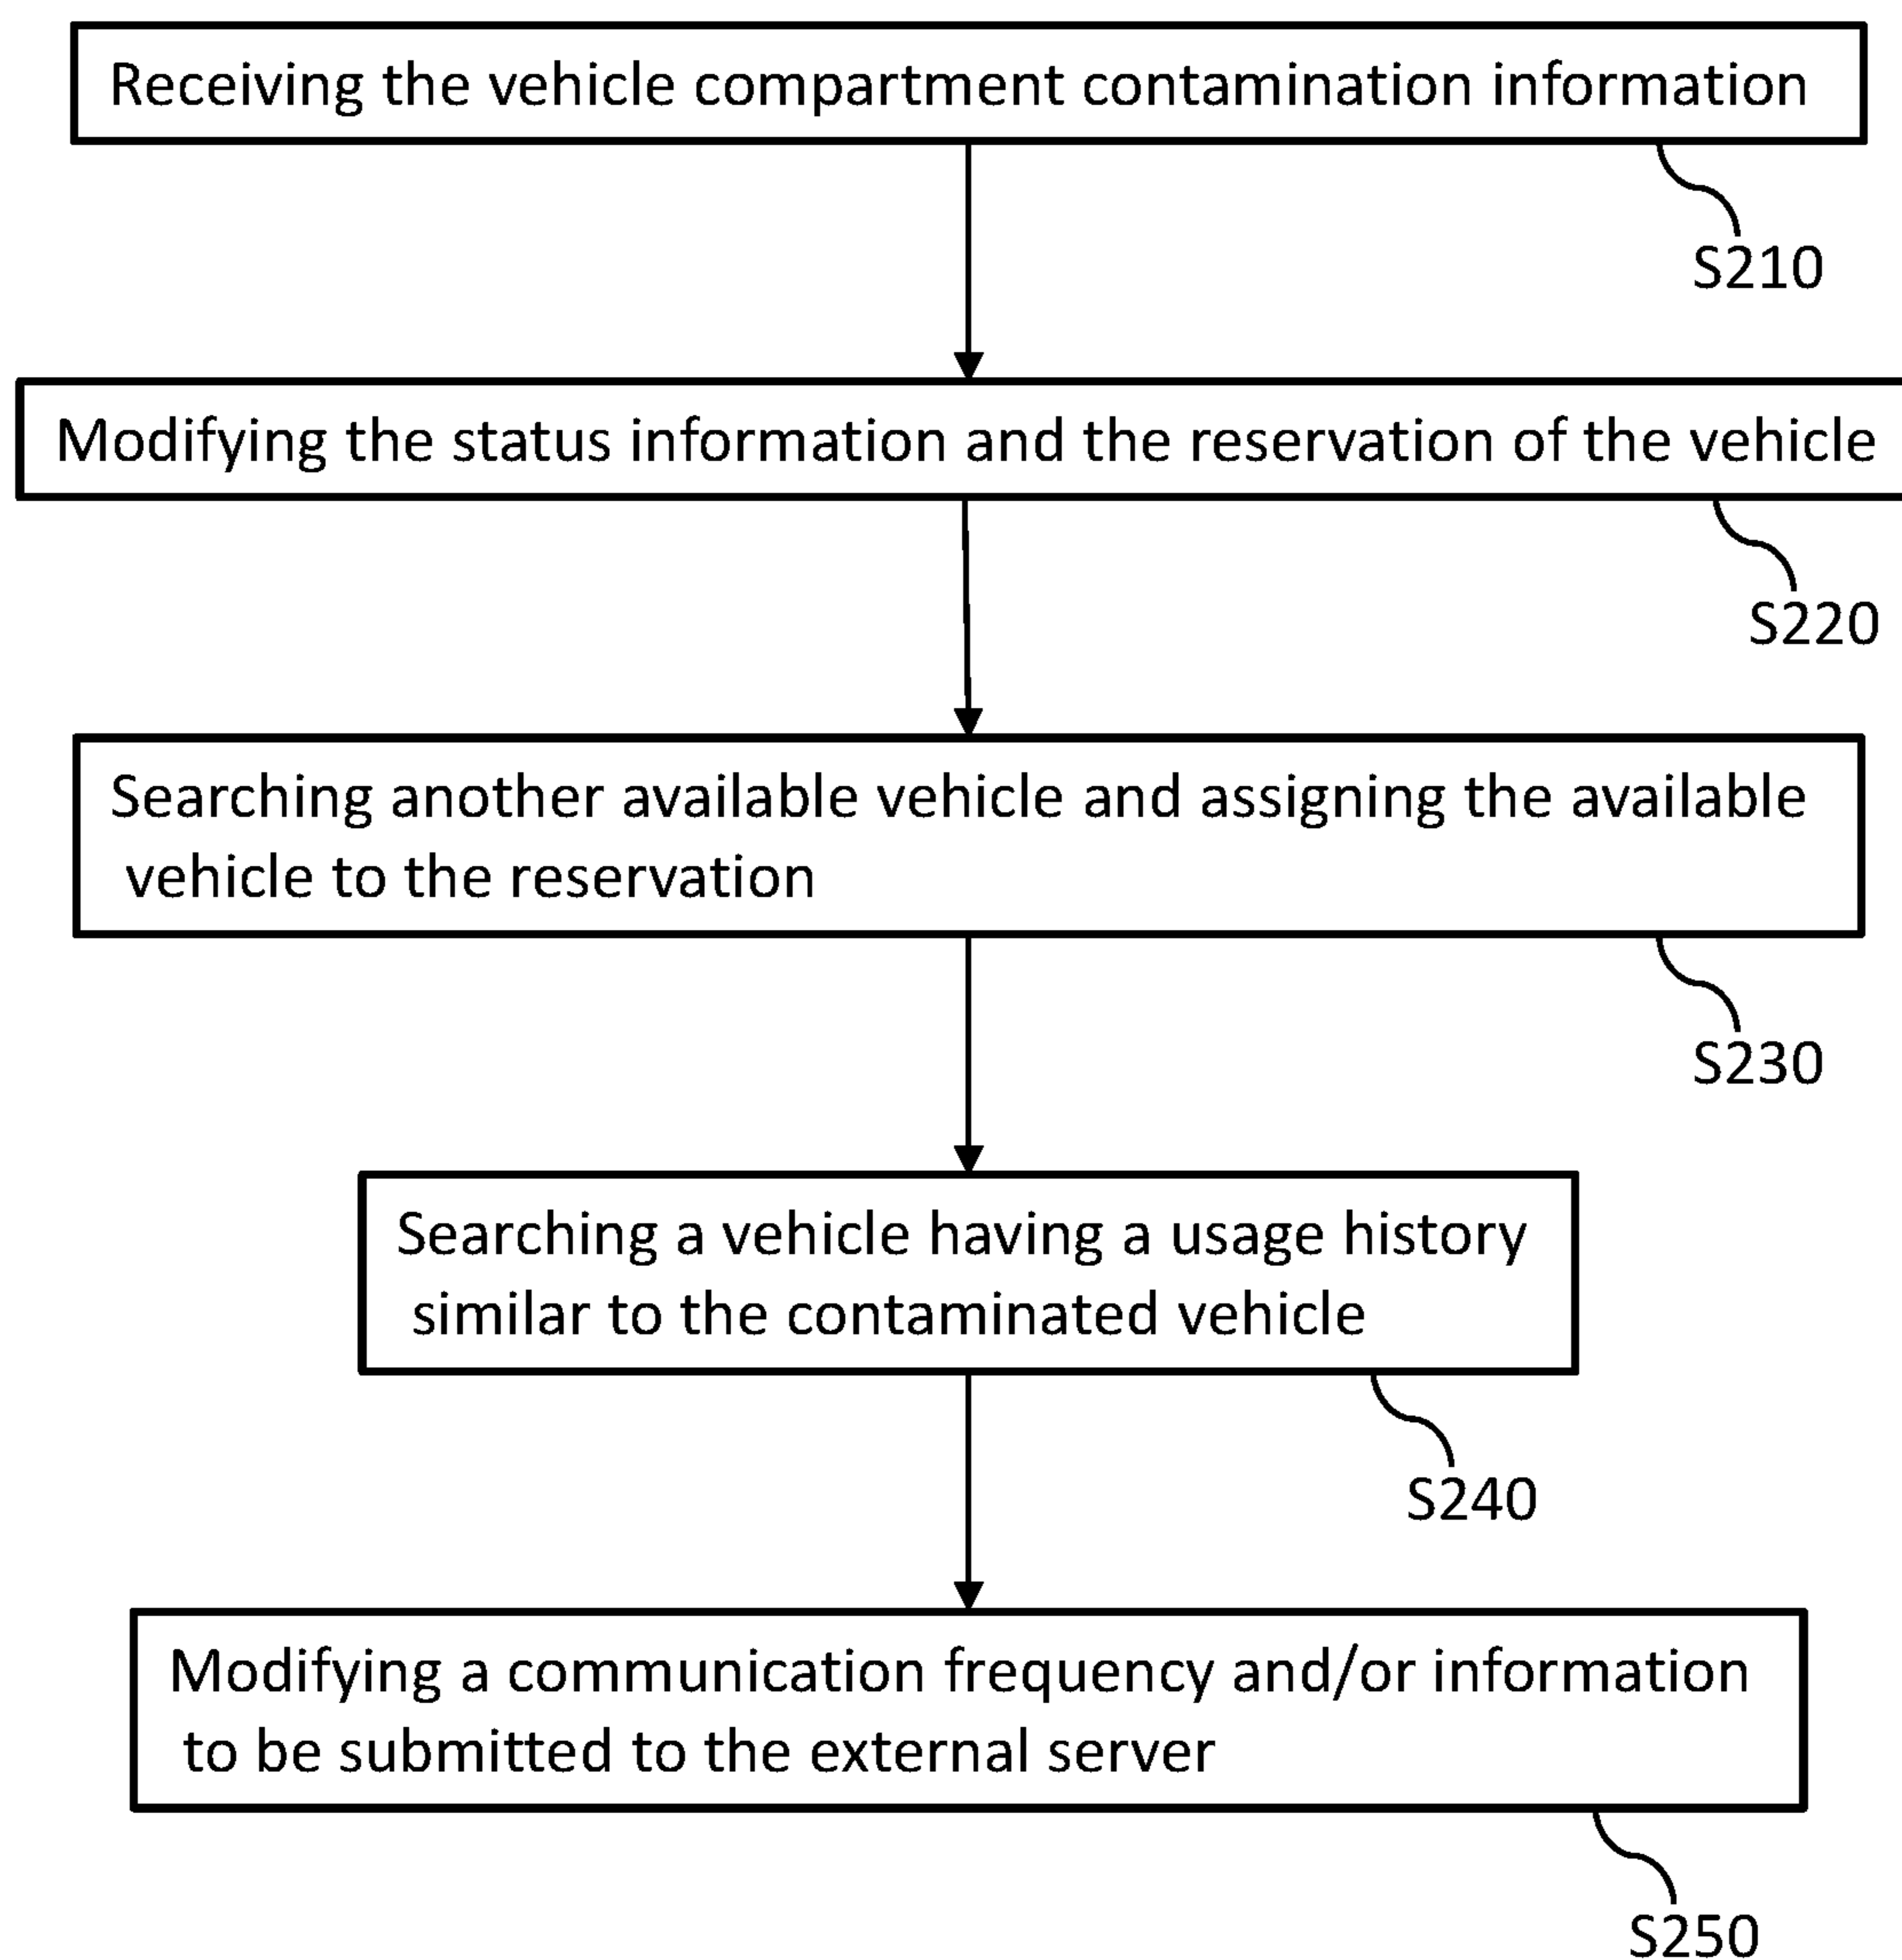 Receiving the vehicle compartment contamination information
S210
Modifying the status information and the reservation of the vehicle
S220
Searching another available vehicle and assigning the available
vehicle to the reservation
S230
Searching a vehicle having a usage history
similar to the contaminated vehicle
S240
Modifying a communication frequency and/or information
to be submitted to the external server
S250